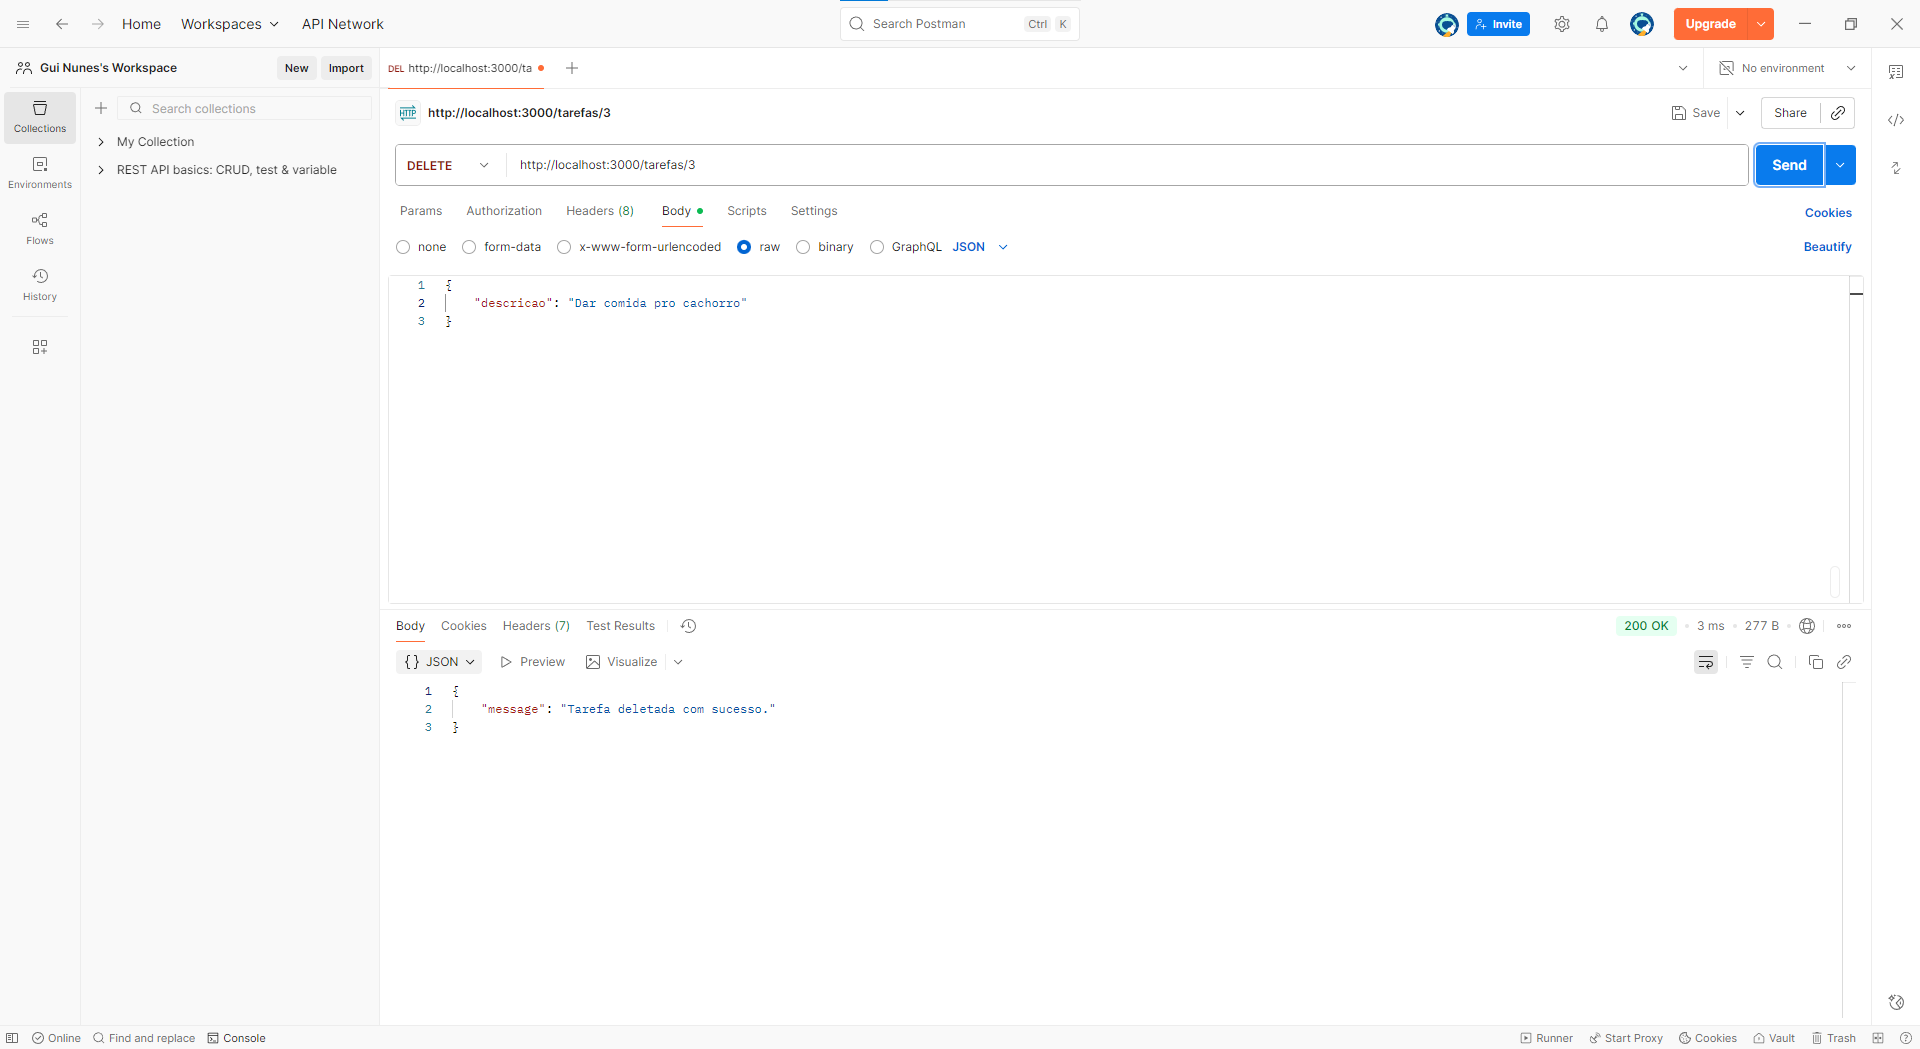 Home
Workspaces
API Network
Search Postman
Ctrl
K
Invite
Upgrade
Gui Nunes's Workspace
New
Import
DEL http://localhost:3000/ta
No environment
Collections
Environments
Flows
History
Search collections
My Collection
REST API basics: CRUD, test & variable
HTTP
http://localhost:3000/tarefas/3
Save
Share
DELETE
http://localhost:3000/tarefas/3
Send
Params
Authorization
Headers (8)
Body
Scripts
Settings
Cookies
none
form-data
x-www-form-urlencoded
raw
binary
GraphQL
JSON
Beautify
1 {
2 "descricao": "Dar comida pro cachorro"
3 }
Body
Cookies
Headers (7)
Test Results
200 OK
3 ms
277 B
{} JSON
Preview
Visualize
1 {
2 "message": "Tarefa deletada com sucesso."
3 }
Online
Find and replace
Console
Runner
Start Proxy
Cookies
Vault
Trash